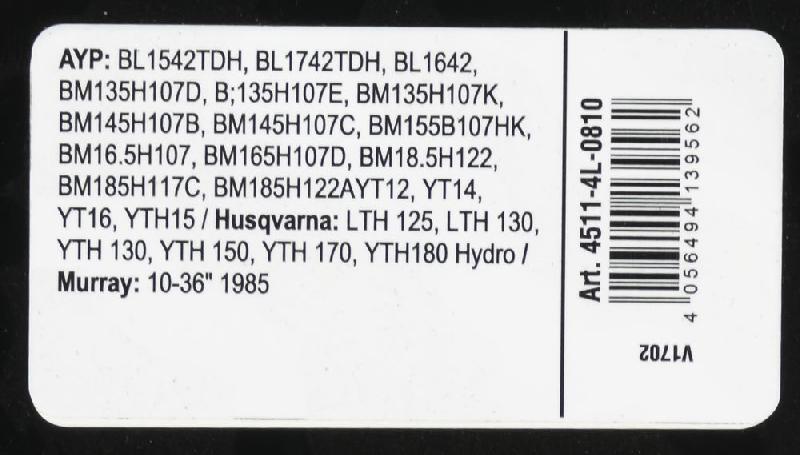 AYP: BL1542TDH, BL1742TDH, BL1642,
BM135H107D, B;135H107E, BM135H107K,
BM145H107B, BM145H107C, BM155B107HK,
BM16.5H107, BM165H107D, BM18.5H122,
BM185H117C, BM185H122AYT12, YT14,
YT16, YTH15 / Husqvarna: LTH 125, LTH 130,
YTH 130, YTH 150, YTH 170, YTH180 Hydro /
Murray: 10-36" 1985
Art. 4511-4L-0810
4 056494 139562
V1702